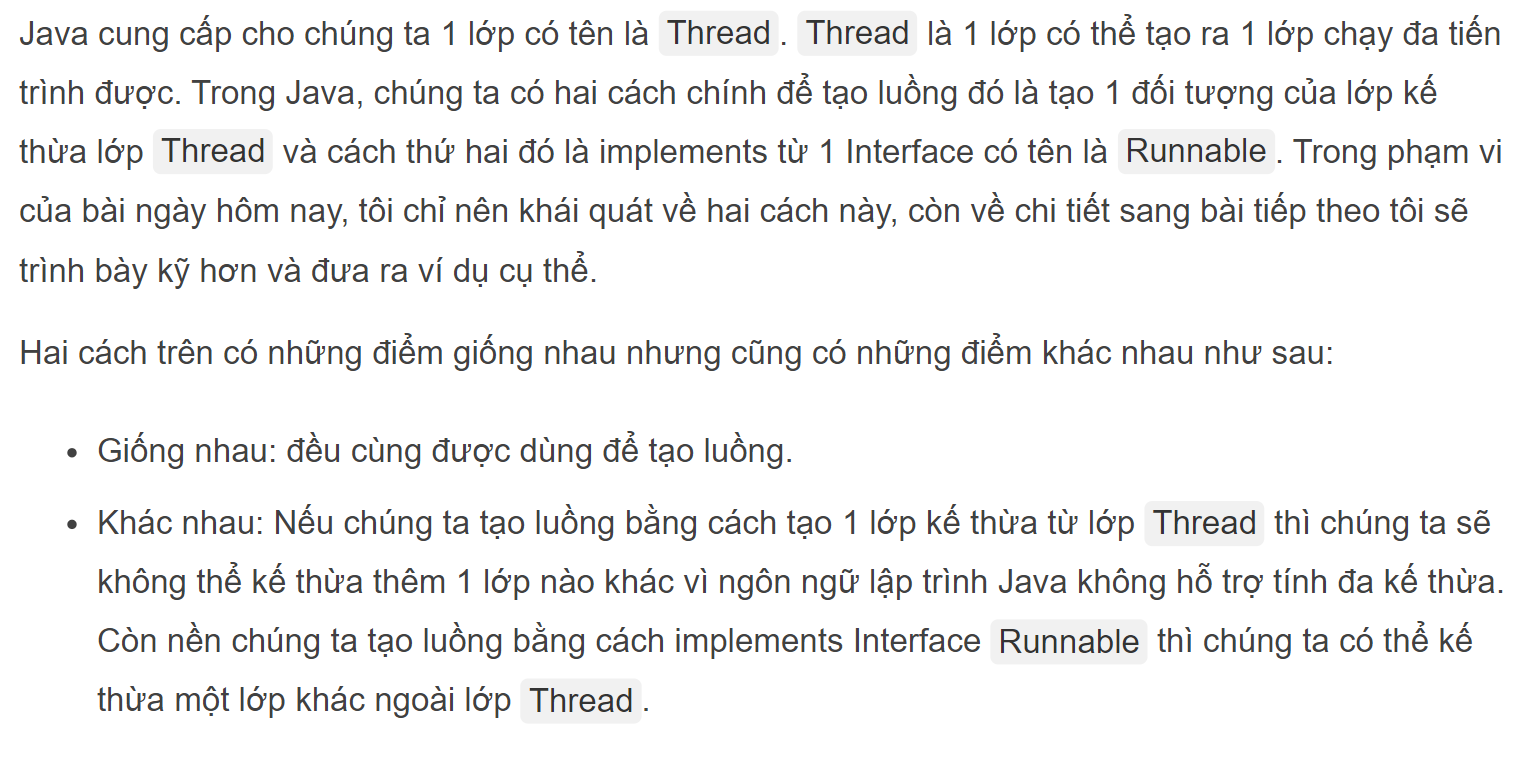 Java cung cấp cho chúng ta 1 lớp có tên là Thread. Thread là 1 lớp có thể tạo ra 1 lớp chạy đa tiến
trình được. Trong Java, chúng ta có hai cách chính để tạo luồng đó là tạo 1 đối tượng của lớp kế
thừa lớp Thread và cách thứ hai đó là implements từ 1 Interface có tên là Runnable. Trong phạm vi
của bài ngày hôm nay, tôi chỉ nên khái quát về hai cách này, còn về chi tiết sang bài tiếp theo tôi sẽ
trình bày kỹ hơn và đưa ra ví dụ cụ thể.
Hai cách trên có những điểm giống nhau nhưng cũng có những điểm khác nhau như sau:
• Giống nhau: đều cùng được dùng để tạo luồng.
• Khác nhau: Nếu chúng ta tạo luồng bằng cách tạo 1 lớp kế thừa từ lớp Thread thì chúng ta sẽ
không thể kế thừa thêm 1 lớp nào khác vì ngôn ngữ lập trình Java không hỗ trợ tính đa kế thừa.
Còn nền chúng ta tạo luồng bằng cách implements Interface Runnable thì chúng ta có thể kế
thừa một lớp khác ngoài lớp Thread.